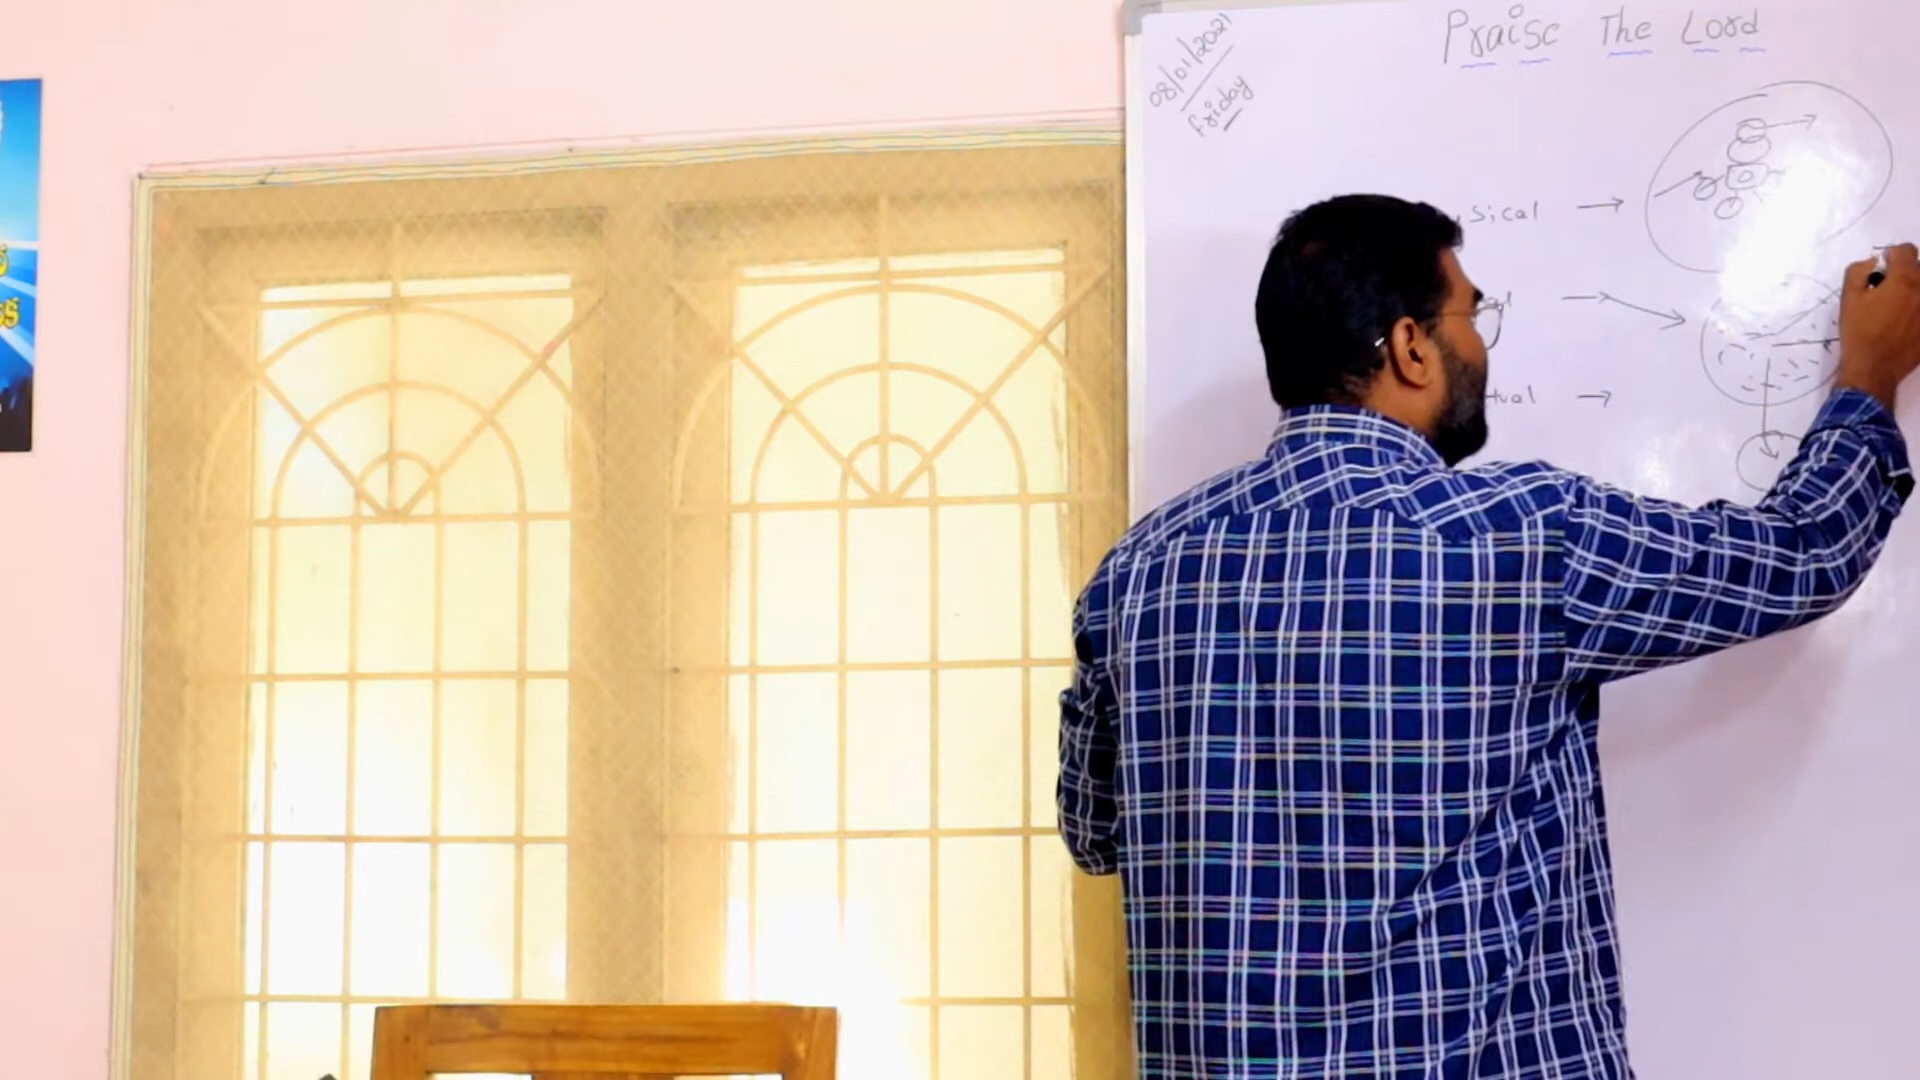 Praise The Lord
08/01/2021
Friday
sical →
→
tual →